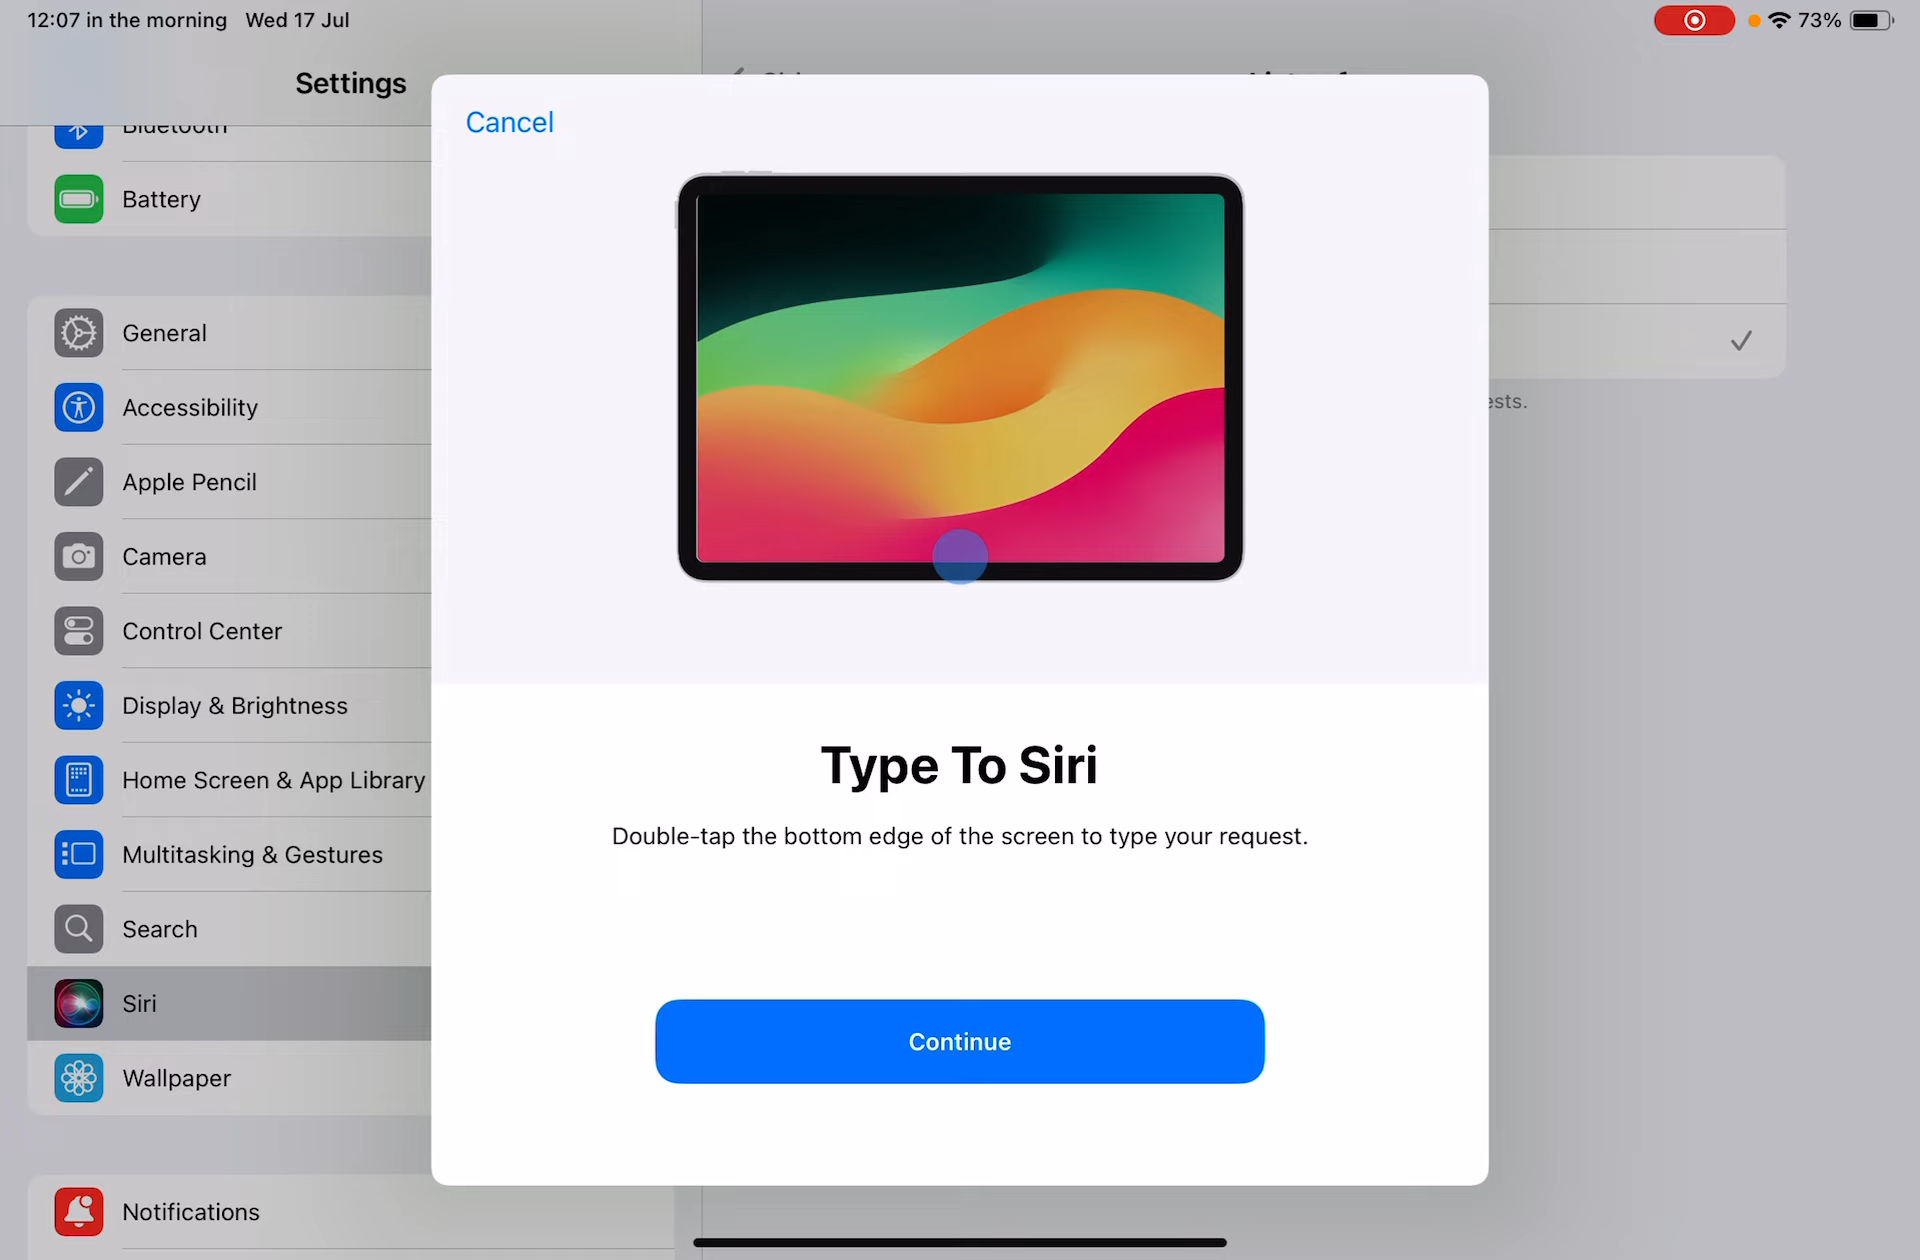 12:07 in the morning Wed 17 Jul
73%
Settings
Bluetooth
Battery
General
Accessibility
Apple Pencil
Camera
Control Center
Display & Brightness
Home Screen & App Library
Multitasking & Gestures
Search
Siri
Wallpaper
Notifications
Cancel
Type To Siri
Double-tap the bottom edge of the screen to type your request.
Continue